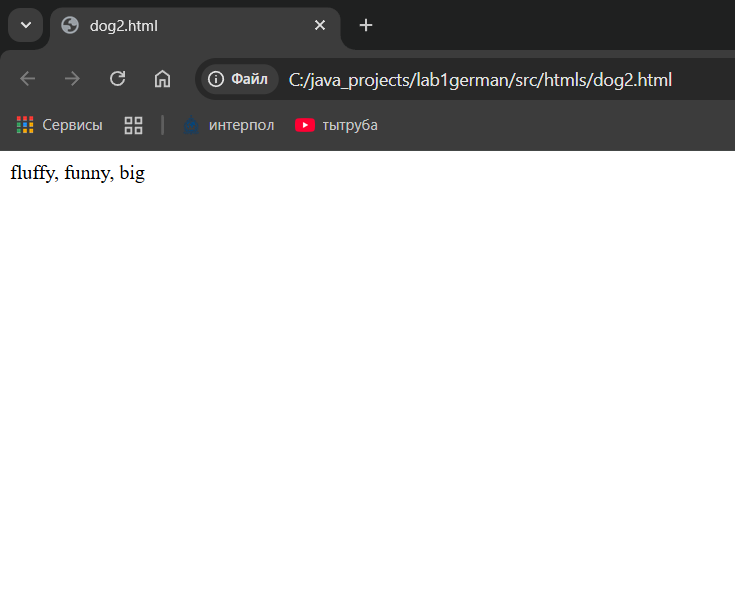 dog2.html
Файл C:/java_projects/lab1german/src/htmls/dog2.html
Сервисы интерпол тытруба
fluffy, funny, big